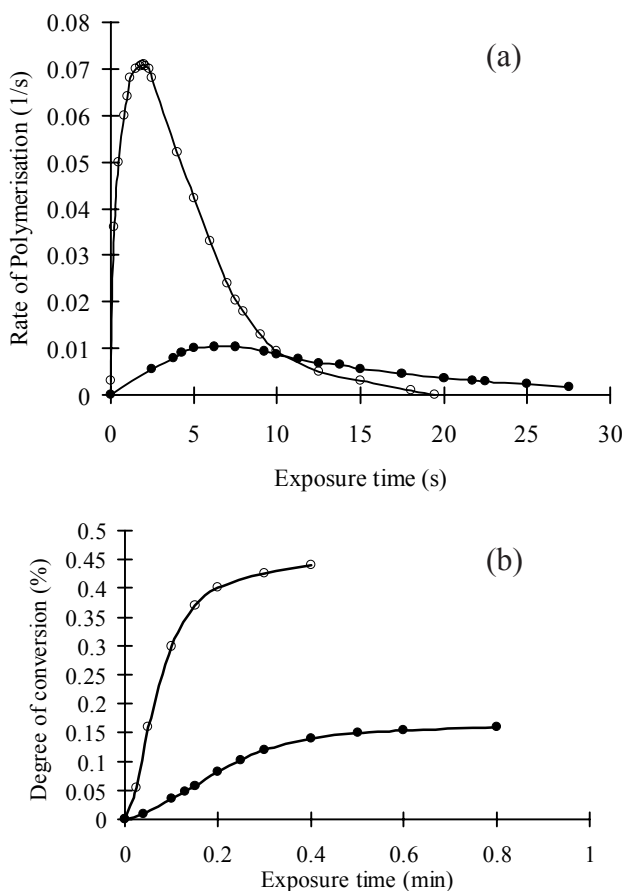 (a)
Rate of Polymerisation (1/s)
0.08
0.07
0.06
0.05
0.04
0.03
0.02
0.01
0
0 5 10 15 20 25 30
Exposure time (s)
(b)
Degree of conversion (%)
0.5
0.45
0.4
0.35
0.3
0.25
0.2
0.15
0.1
0.05
0
0 0.2 0.4 0.6 0.8 1
Exposure time (min)